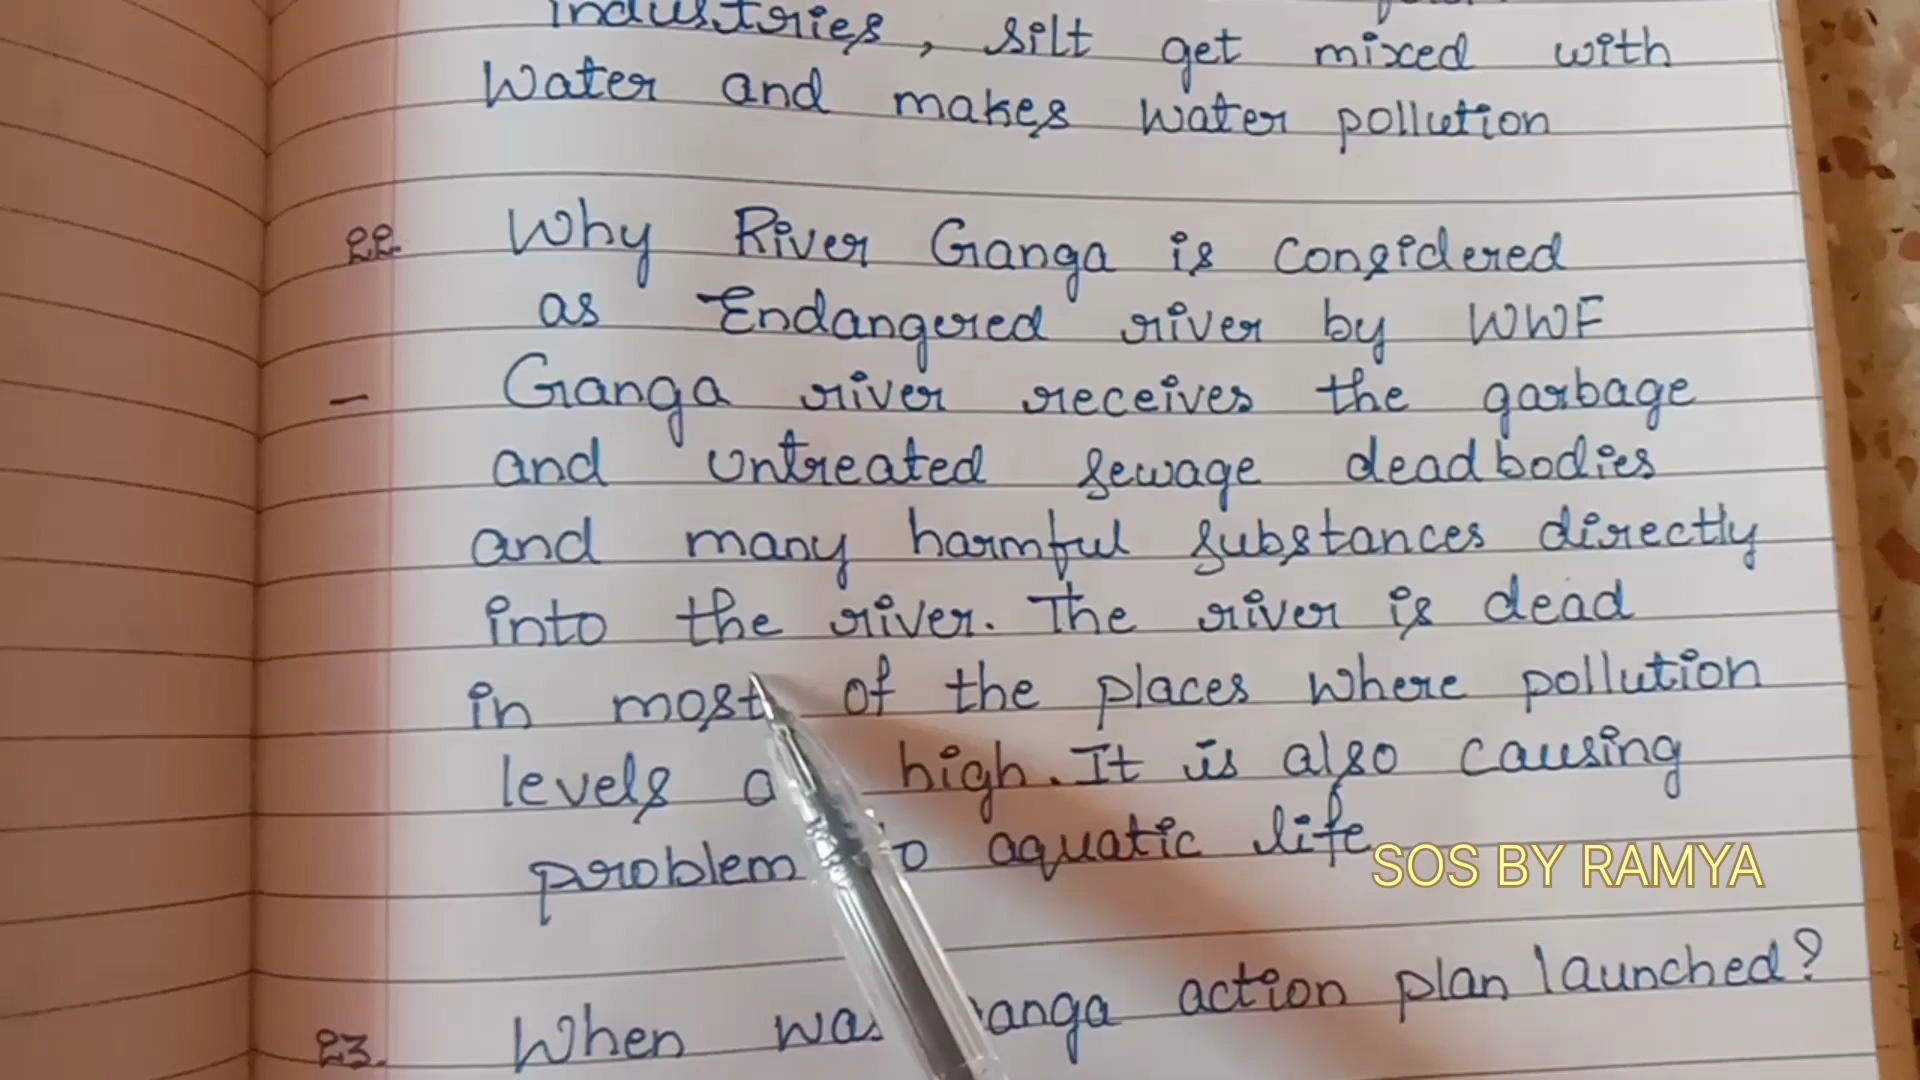 industries, silt get mixed with
Water and makes water pollution
22. Why River Ganga is considered
as Endangered river by WWF
- Ganga river receives the garbage
and untreated sewage deadbodies
and many harmful substances directly
into the river. The river is dead
in most of the places where pollution
levels high. It is also causing
problem to aquatic life
SOS BY RAMYA
23. When was Ganga action plan launched?